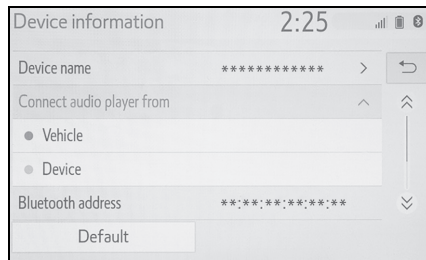 Device information 2:25
Device name ************ >
Connect audio player from
Vehicle
Device
Bluetooth address **:**:**:**:**:**
Default